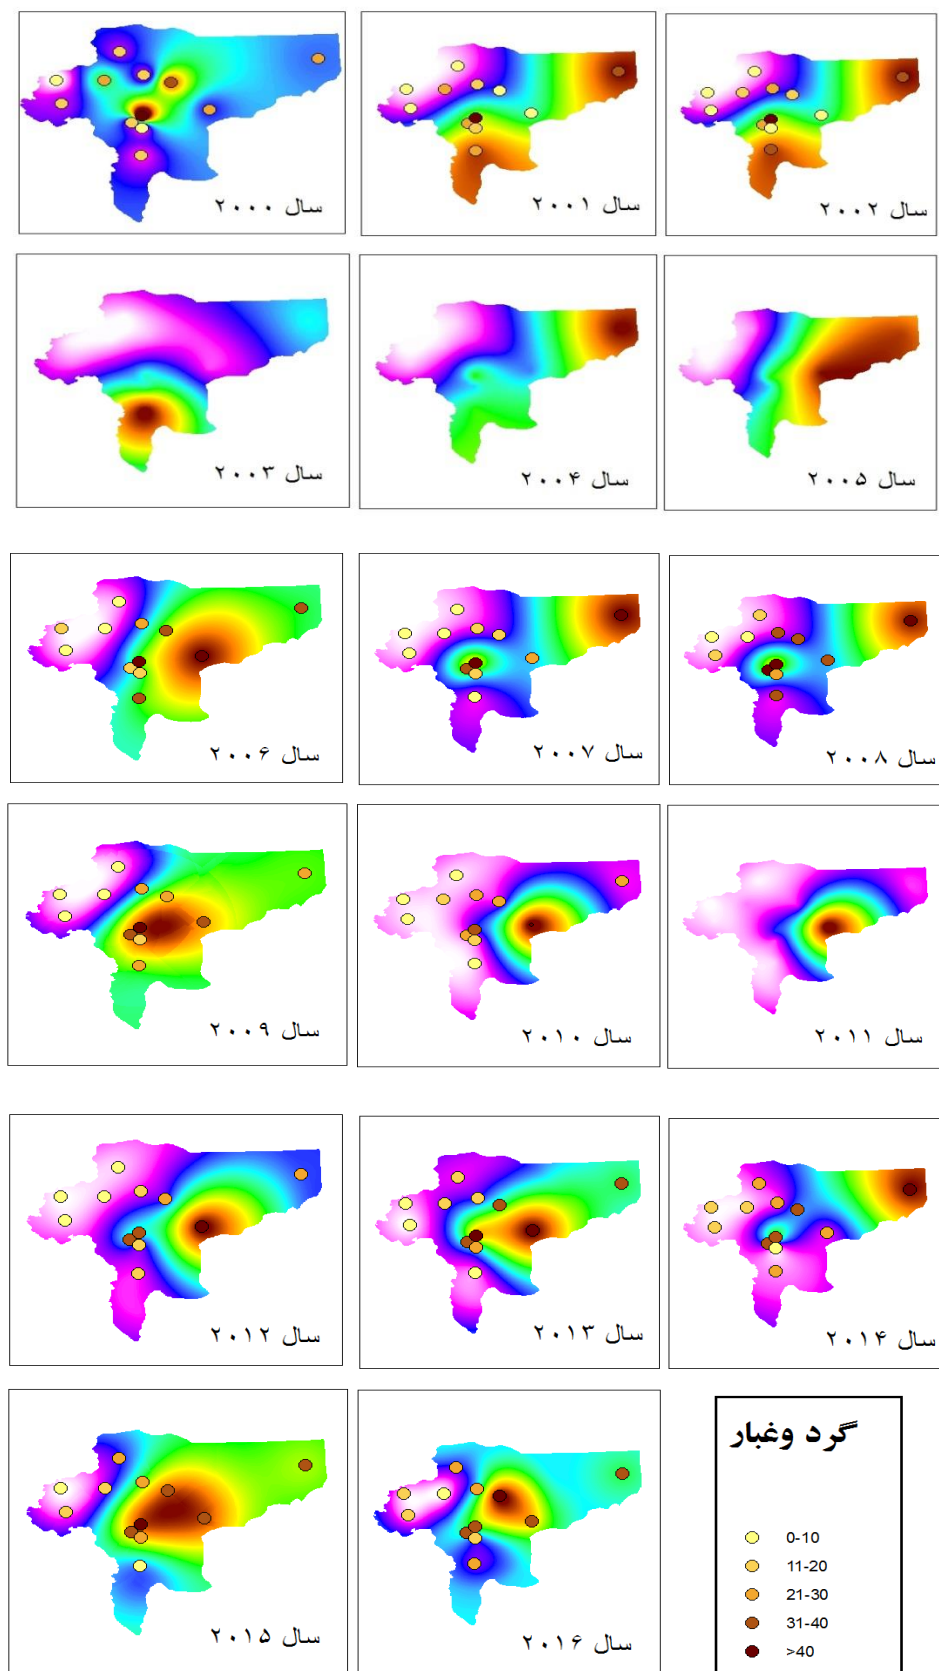 سال ۲۰۰۰
سال ۲۰۰۱
سال ۲۰۰۲
سال ۲۰۰۳
سال ۲۰۰۴
سال ۲۰۰۵
سال ۲۰۰۶
سال ۲۰۰۷
سال ۲۰۰۸
سال ۲۰۰۹
سال ۲۰۱۰
سال ۲۰۱۱
سال ۲۰۱۲
سال ۲۰۱۳
سال ۲۰۱۴
سال ۲۰۱۵
سال ۲۰۱۶
گرد وغبار
0-10
11-20
21-30
31-40
>40